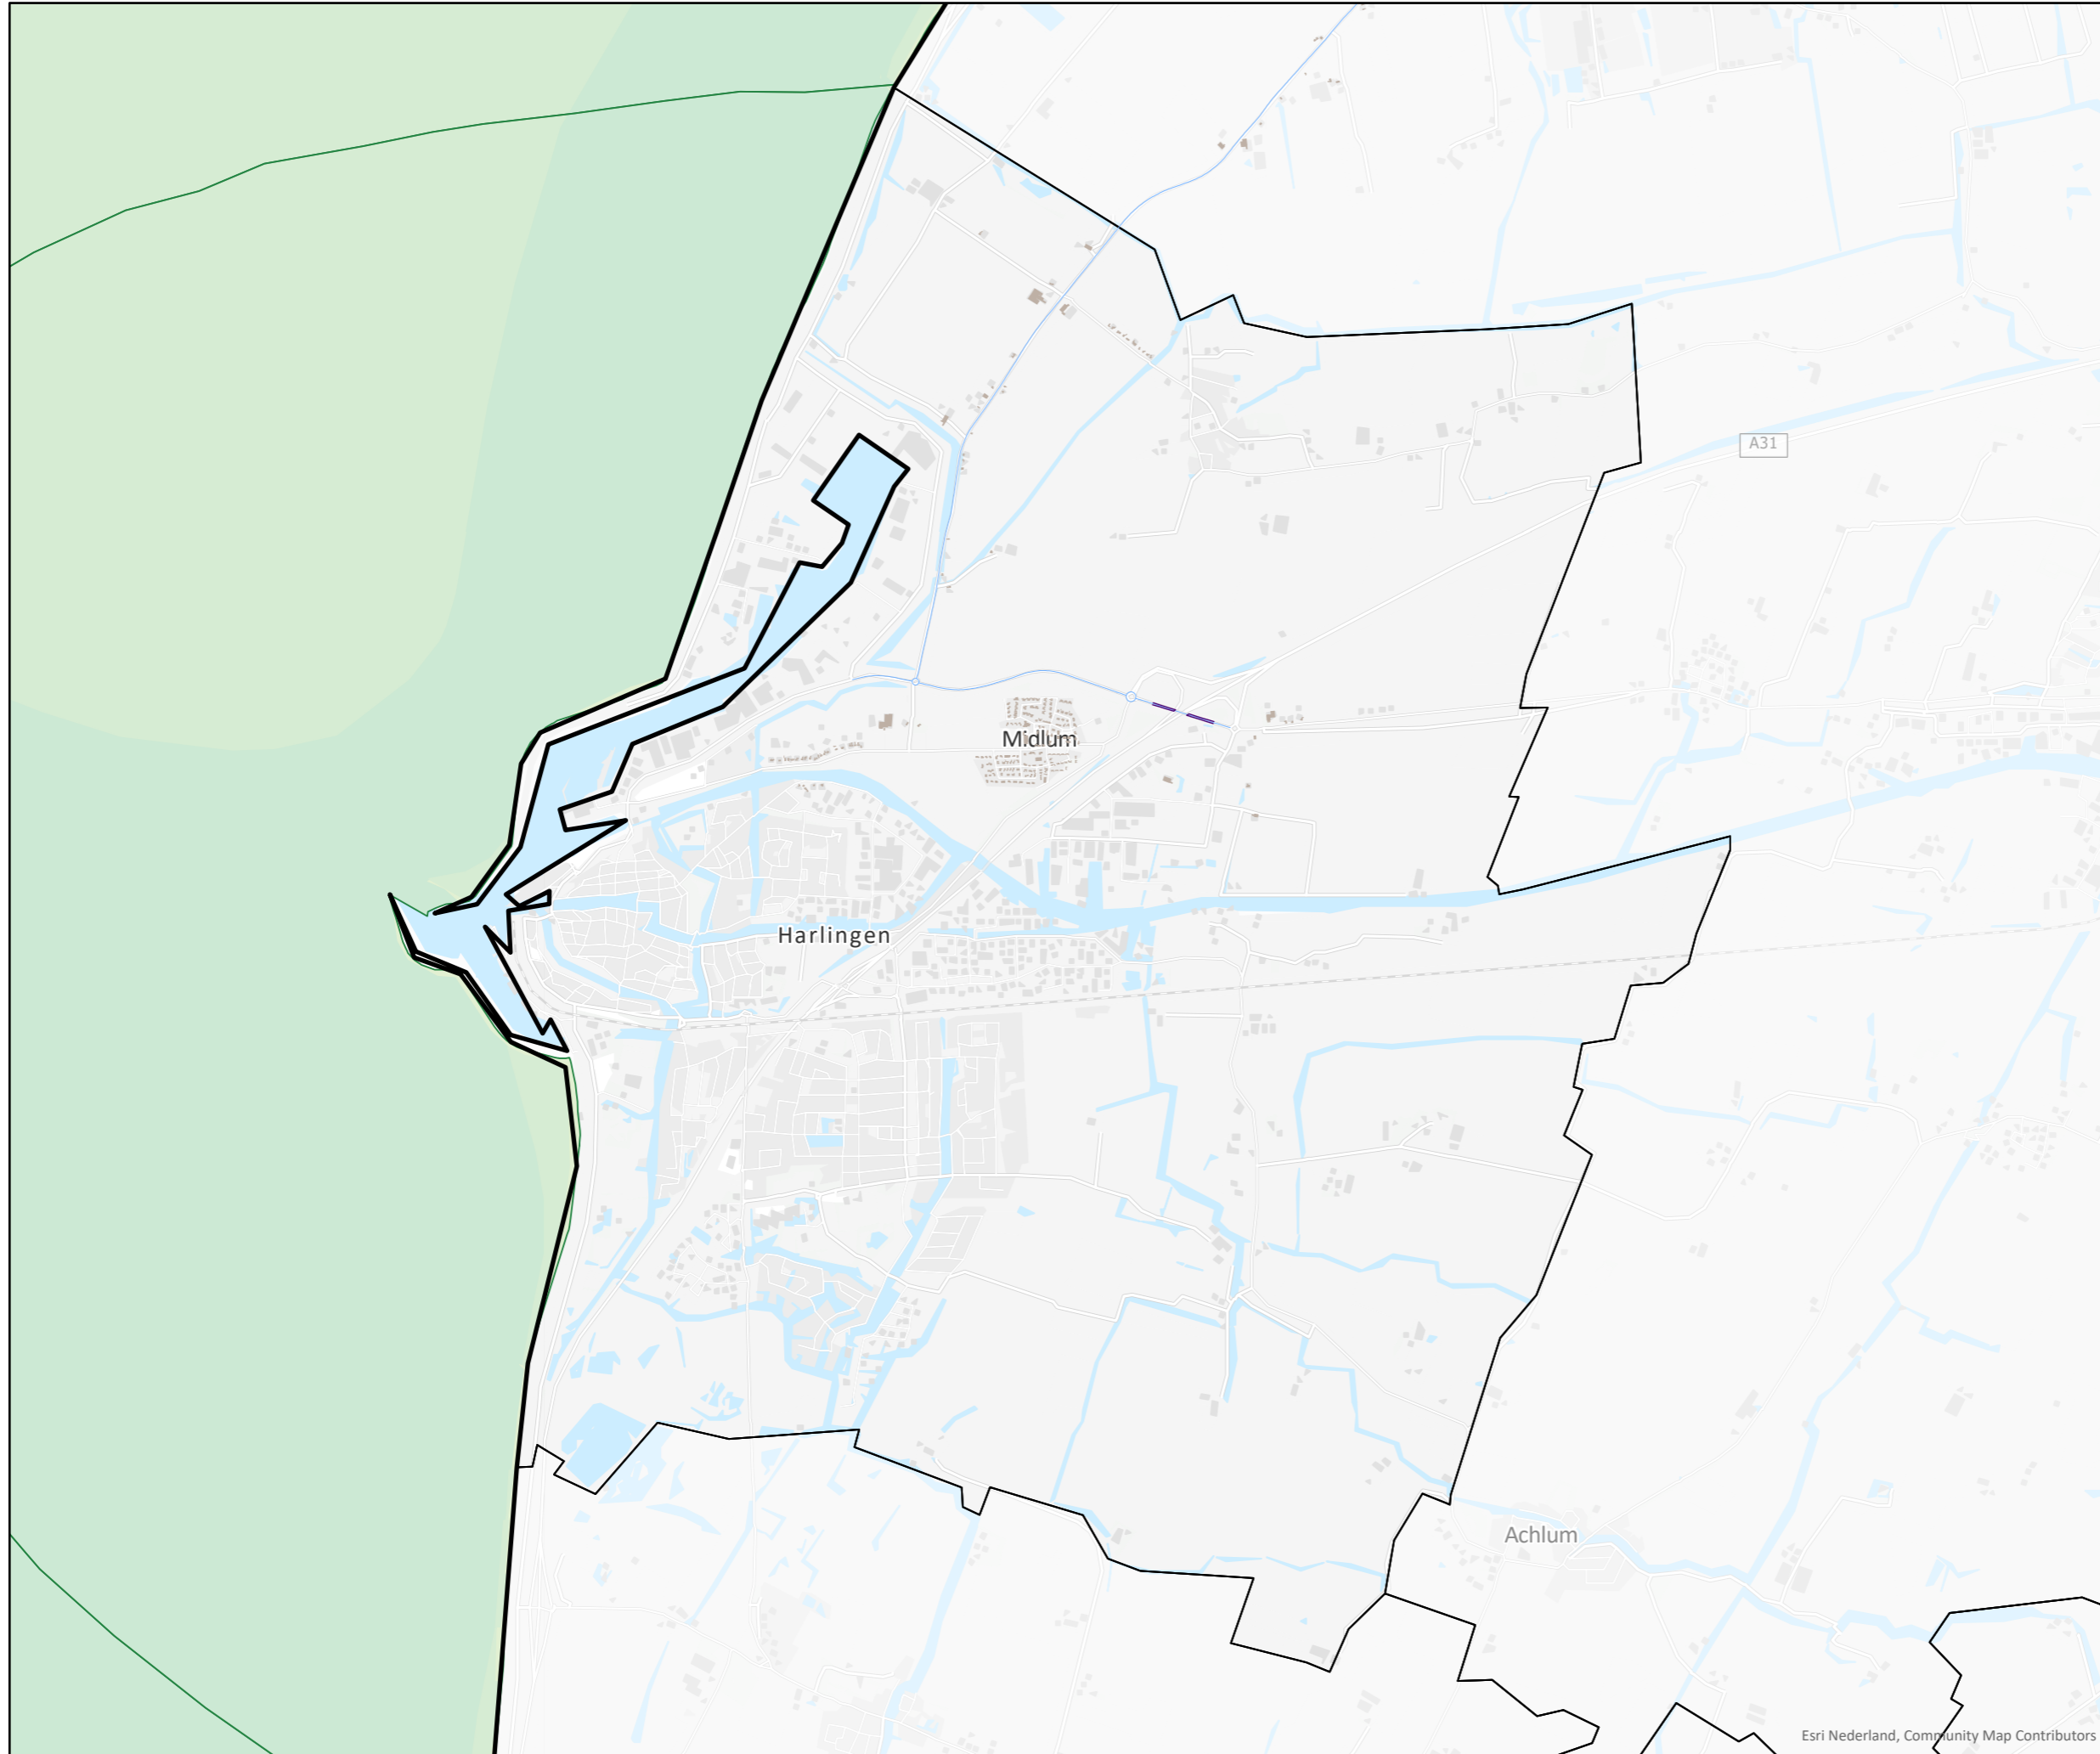 A31
Midlum
Harlingen
Achlum
Esri Nederland, Community Map Contributors